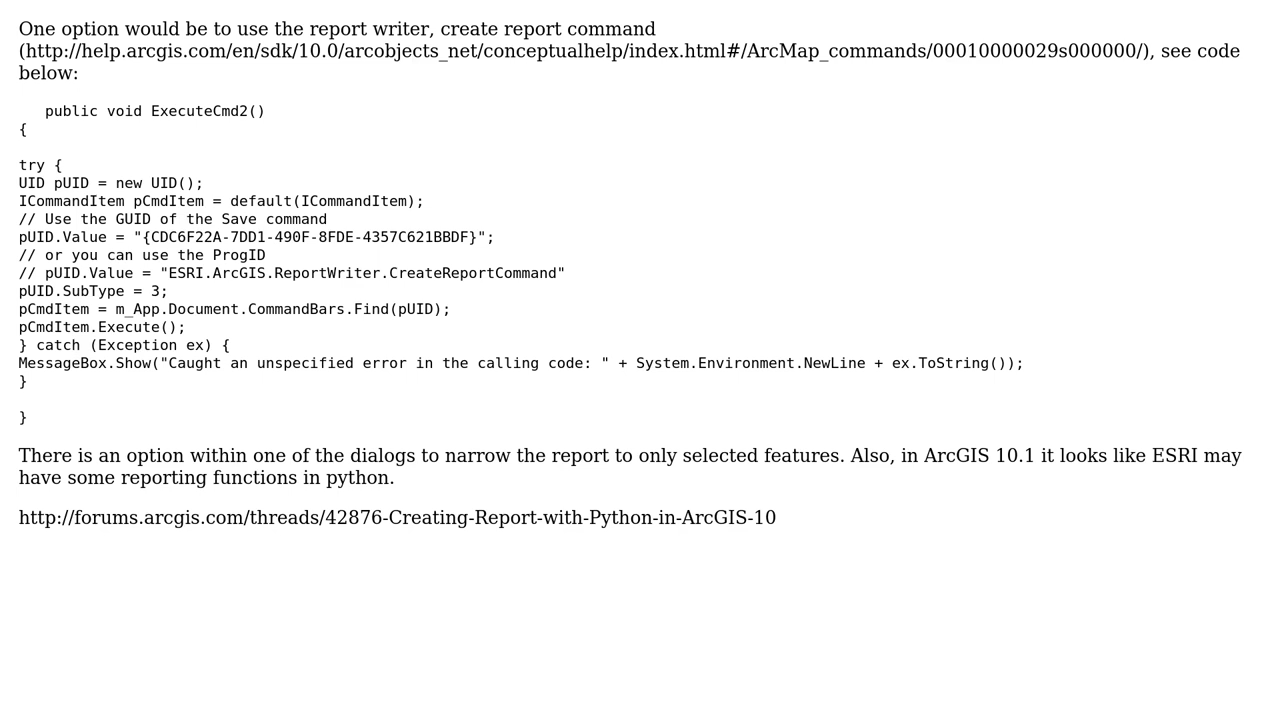 One option would be to use the report writer, create report command
(http://help.arcgis.com/en/sdk/10.0/arcobjects_net/conceptualhelp/index.html#/ArcMap_commands/00010000029s000000/), see code
below:
public void ExecuteCmd2()
{
try {
UID pUID = new UID();
ICommandItem pCmdItem = default(ICommandItem);
// Use the GUID of the Save command
pUID.Value = "{CDC6F22A-7DD1-490F-8FDE-4357C621BBDF}";
// or you can use the ProgID
// pUID.Value = "ESRI.ArcGIS.ReportWriter.CreateReportCommand"
pUID.SubType = 3;
pCmdItem = m_App.Document.CommandBars.Find(pUID);
pCmdItem.Execute();
} catch (Exception ex) {
MessageBox.Show("Caught an unspecified error in the calling code: " + System.Environment.NewLine + ex.ToString());
}
}
There is an option within one of the dialogs to narrow the report to only selected features. Also, in ArcGIS 10.1 it looks like ESRI may
have some reporting functions in python.
http://forums.arcgis.com/threads/42876-Creating-Report-with-Python-in-ArcGIS-10